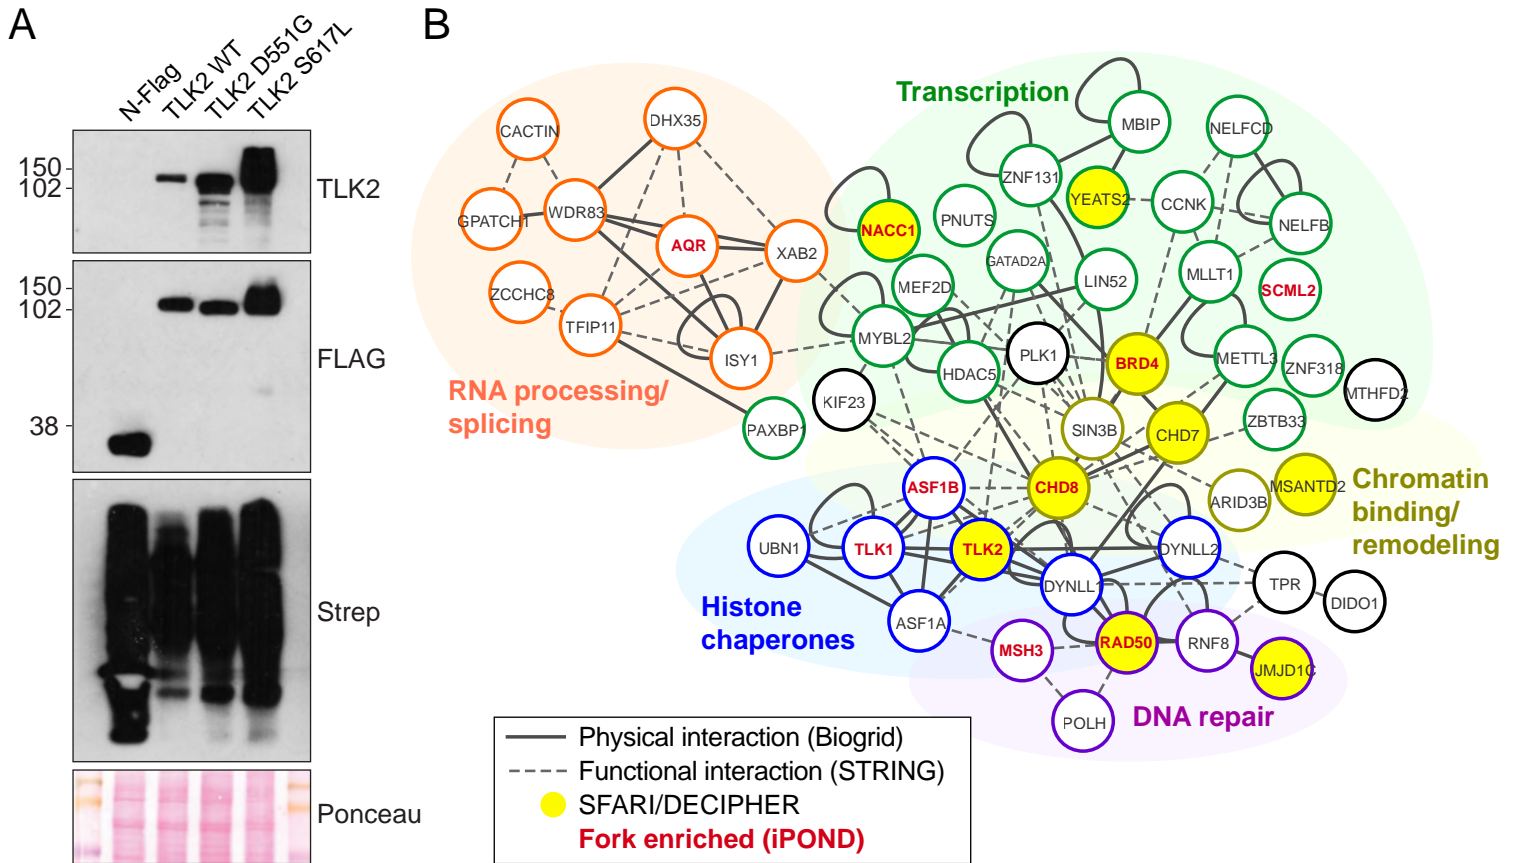 A
N-Flag
TLK2 WT
TLK2 D551G
TLK2 S617L
150
102
TLK2
150
102
FLAG
38
Strep
Ponceau
B
Transcription
CACTIN
DHX35
MBIP
NELFCD
ZNF131
YEATS2
CCNK
GPATCH1
WDR83
PNUTS
NELFB
NACC1
AQR
XAB2
GATAD2A
MLLT1
LIN52
SCML2
ZCCHC8
MEF2D
TFIP11
MYBL2
PLK1
ISY1
BRD4
METTL3
ZNF318
HDAC5
MTHFD2
RNA processing/
splicing
KIF23
PAXBP1
SIN3B
CHD7
ZBTB33
ASF1B
CHD8
MSANTD2
ARID3B
Chromatin
binding/
remodeling
UBN1
TLK1
TLK2
DYNLL2
DYNLL1
TPR
DIDO1
Histone
chaperones
ASF1A
MSH3
RAD50
RNF8
JMJD1C
POLH
DNA repair
Physical interaction (Biogrid)
Functional interaction (STRING)
SFARI/DECIPHER
Fork enriched (iPOND)